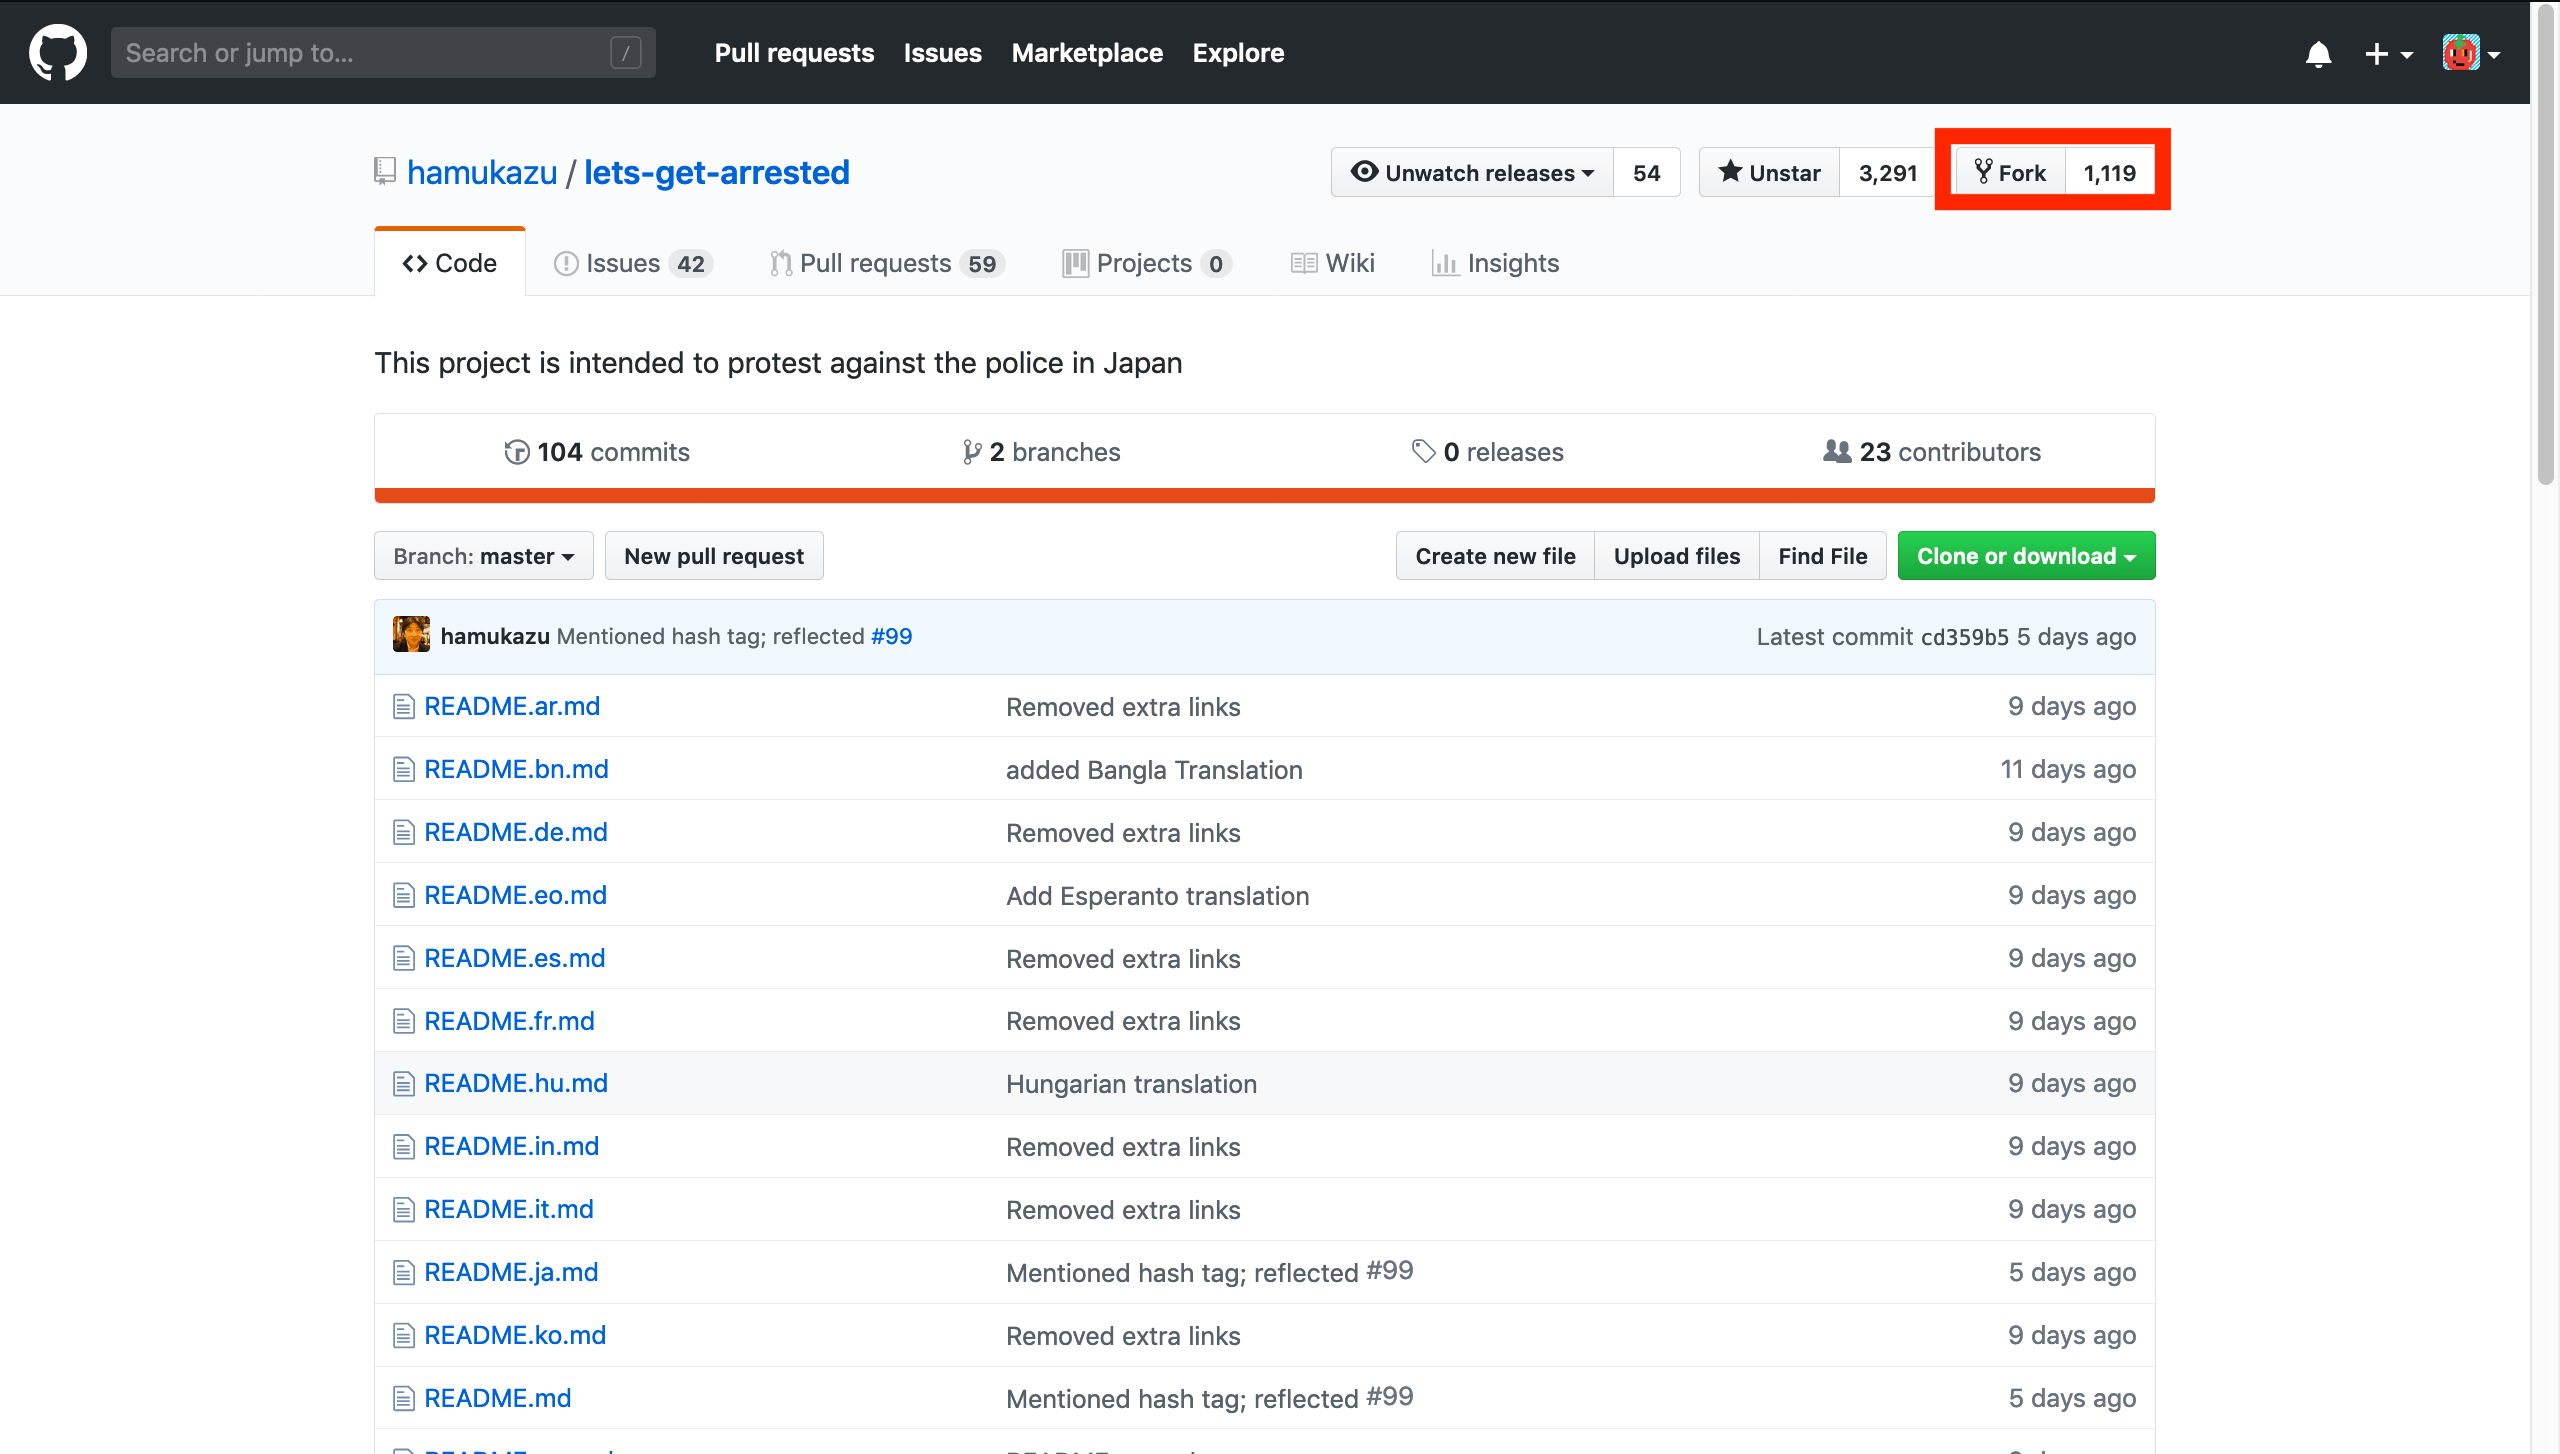 Search or jump to... /
Pull requests Issues Marketplace Explore
hamukazu / lets-get-arrested
Unwatch releases 54 Unstar 3,291 Fork 1,119
Code Issues 42 Pull requests 59 Projects 0 Wiki Insights
This project is intended to protest against the police in Japan
104 commits 2 branches 0 releases 23 contributors
Branch: master New pull request Create new file Upload files Find File Clone or download
hamukazu Mentioned hash tag; reflected #99 Latest commit cd359b5 5 days ago
README.ar.md Removed extra links 9 days ago
README.bn.md added Bangla Translation 11 days ago
README.de.md Removed extra links 9 days ago
README.eo.md Add Esperanto translation 9 days ago
README.es.md Removed extra links 9 days ago
README.fr.md Removed extra links 9 days ago
README.hu.md Hungarian translation 9 days ago
README.in.md Removed extra links 9 days ago
README.it.md Removed extra links 9 days ago
README.ja.md Mentioned hash tag; reflected #99 5 days ago
README.ko.md Removed extra links 9 days ago
README.md Mentioned hash tag; reflected #99 5 days ago